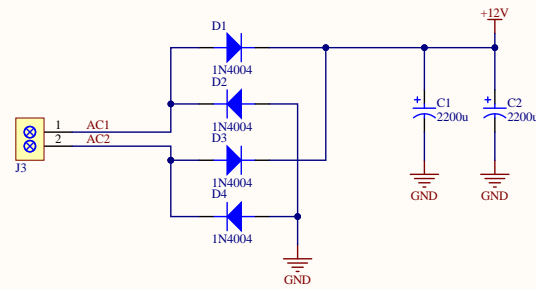 D1
1N4004
D2
1N4004
D3
1N4004
D4
1N4004
1
2
AC1
AC2
J3
+12V
+
C1
2200u
+
C2
2200u
GND
GND
GND